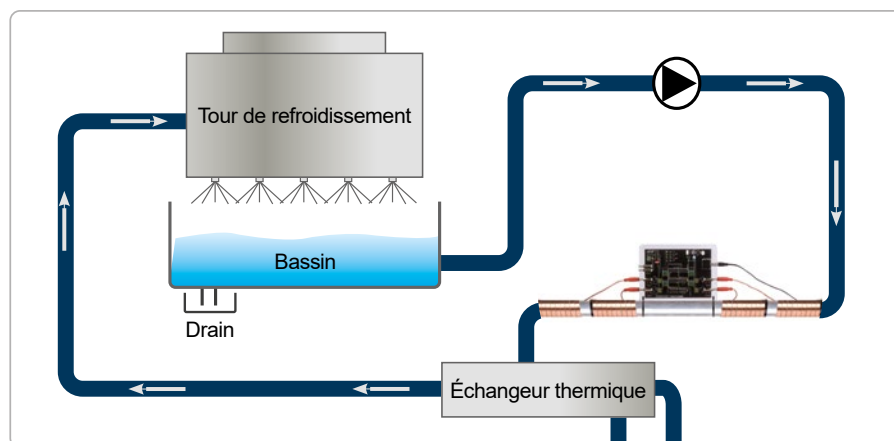 Tour de refroidissement
Bassin
Drain
Échangeur thermique